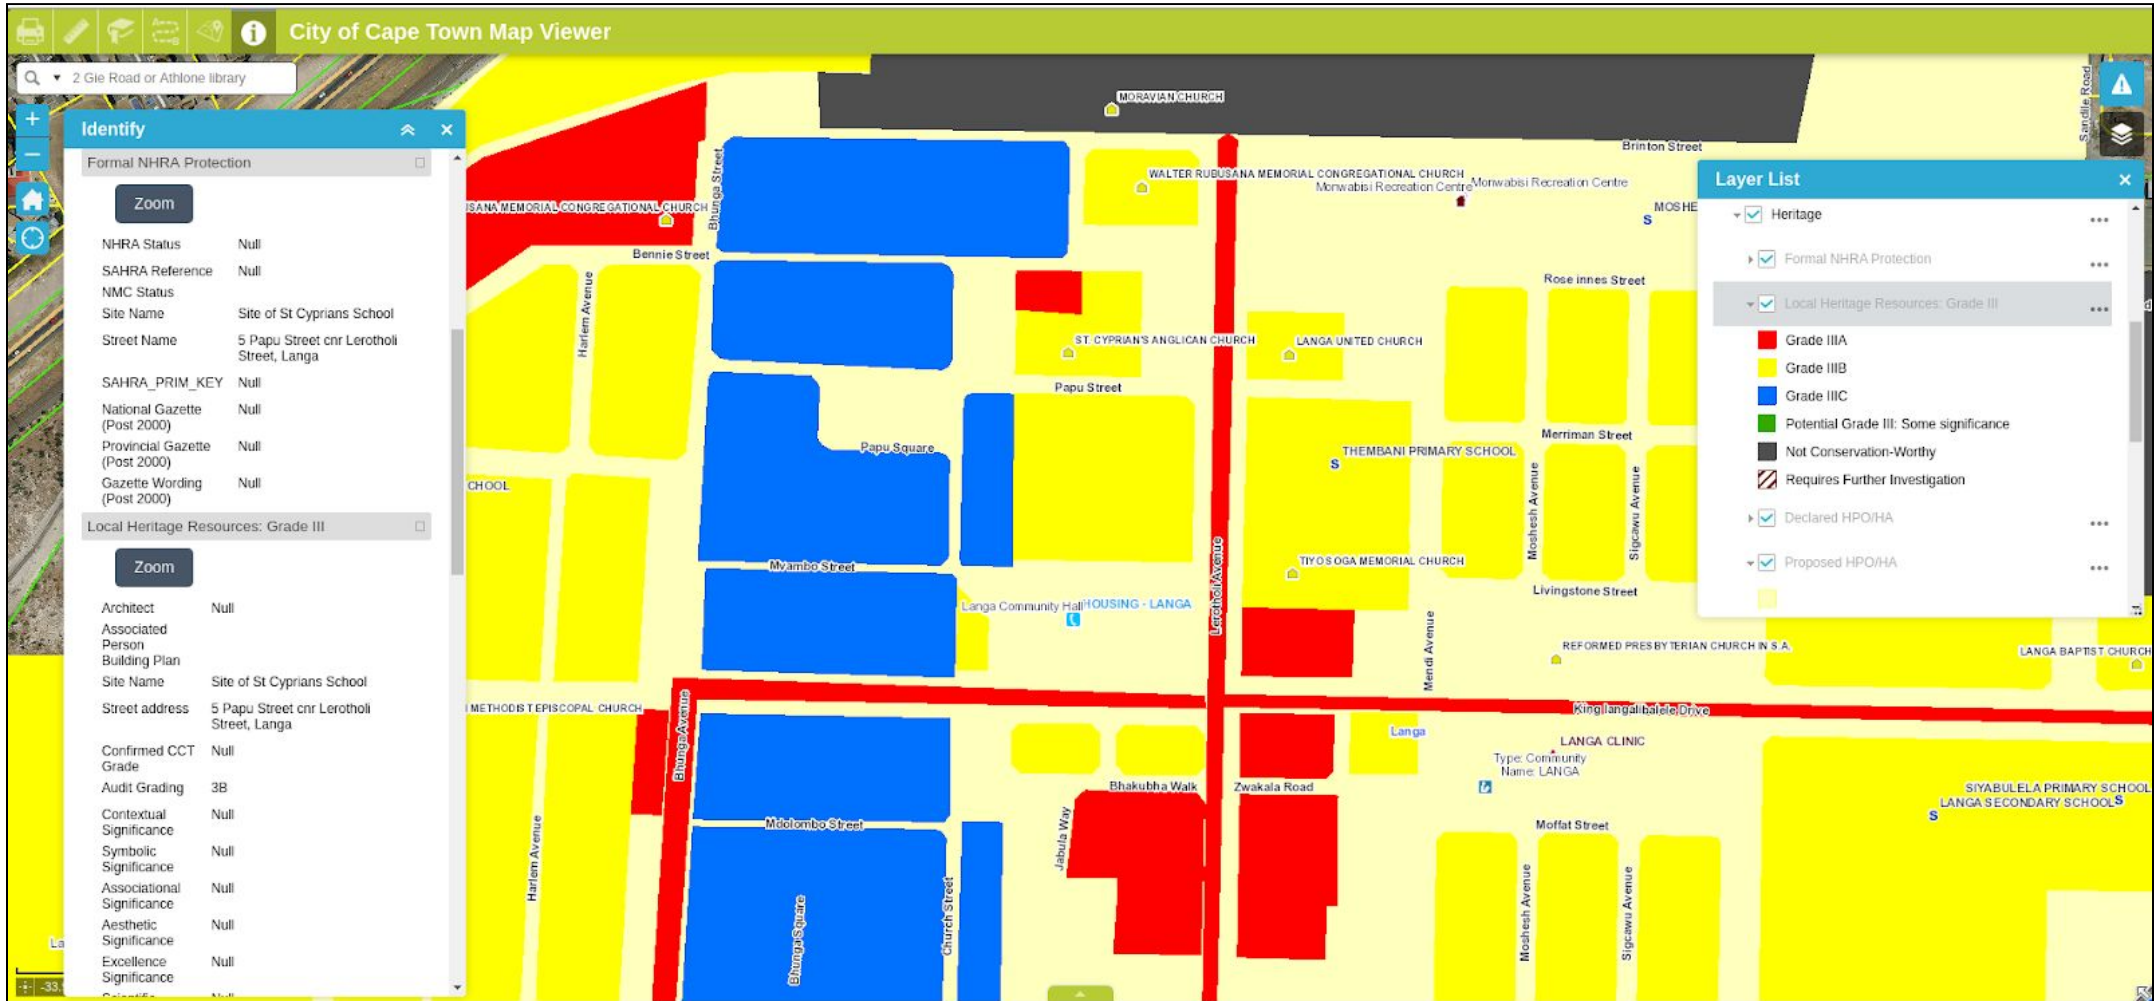 City of Cape Town Map Viewer
2 Gie Road or Athlone library
Identify
Formal NHRA Protection
Zoom
NHRA Status Null
SAHRA Reference Null
NMC Status
Site Name Site of St Cyprians School
Street Name 5 Papu Street cnr Lerotholi
Street, Langa
SAHRA_PRIM_KEY Null
National Gazette Null
(Post 2000)
Provincial Gazette Null
(Post 2000)
Gazette Wording Null
(Post 2000)
Local Heritage Resources: Grade III
Zoom
Architect Null
Associated
Person
Building Plan
Site Name Site of St Cyprians School
Street address 5 Papu Street cnr Lerotholi
Street, Langa
Confirmed CCT Null
Grade
Audit Grading 3B
Contextual Null
Significance
Symbolic Null
Significance
Associational Null
Significance
Aesthetic Null
Significance
Excellence Null
Significance
Scientific Null
La
-33.
MORAVIAN CHURCH
Sandile Road
Brinton Street
Bhunga Street
WALTER RUBUSANA MEMORIAL CONGREGATIONAL CHURCH
Monwabisi Recreation Centre
Monwabisi Recreation Centre
MOSHE
S
USANA MEMORIAL CONGREGATIONAL CHURCH
Bennie Street
Harlem Avenue
Rose innes Street
ST. CYPRIAN'S ANGLICAN CHURCH
LANGA UNITED CHURCH
Papu Street
Papu Square
Merriman Street
THEMBANI PRIMARY SCHOOL
S
CHOOL
Moshesh Avenue
Sigcawu Avenue
Lerotholi Avenue
TIYO SOGA MEMORIAL CHURCH
Mvambo Street
Livingstone Street
Langa Community Hall
HOUSING - LANGA
Mendi Avenue
REFORMED PRESBYTERIAN CHURCH IN S.A.
LANGA BAPTIST CHURCH
METHODIST EPISCOPAL CHURCH
Bhunga Avenue
King langalibalele Drive
Langa
LANGA CLINIC
Type: Community
Name: LANGA
Bhakubha Walk
Zwakala Road
SIYABULELA PRIMARY SCHOOL
S
LANGA SECONDARY SCHOOL
S
Mdolombo Street
Jabula Way
Moffat Street
Harlem Avenue
Bhunga Square
Church Street
Moshesh Avenue
Sigcawu Avenue
Layer List
Heritage
Formal NHRA Protection
Local Heritage Resources: Grade III
Grade IIIA
Grade IIIB
Grade IIIC
Potential Grade III: Some significance
Not Conservation-Worthy
Requires Further Investigation
Declared HPO/HA
Proposed HPO/HA